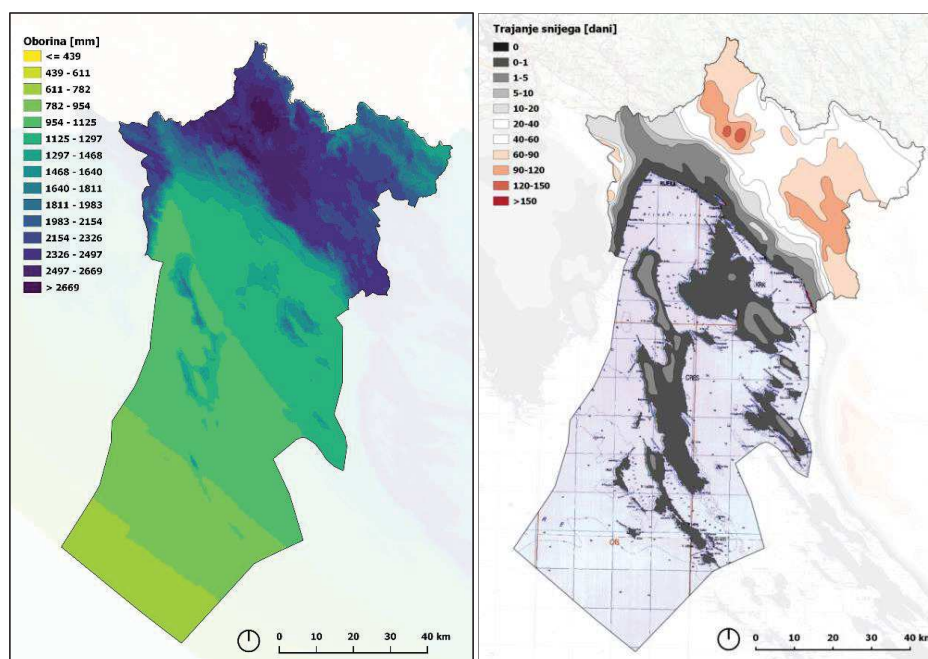 Oborina [mm]
<= 439
439 - 611
611 - 782
782 - 954
954 - 1125
1125 - 1297
1297 - 1468
1468 - 1640
1640 - 1811
1811 - 1983
1983 - 2154
2154 - 2326
2326 - 2497
2497 - 2669
> 2669
0 10 20 30 40 km
Trajanje snijega [dani]
0
0-1
1-5
5-10
10-20
20-40
40-60
60-90
90-120
120-150
>150
RIJEKA
KRK
CRES
0 10 20 30 40 km